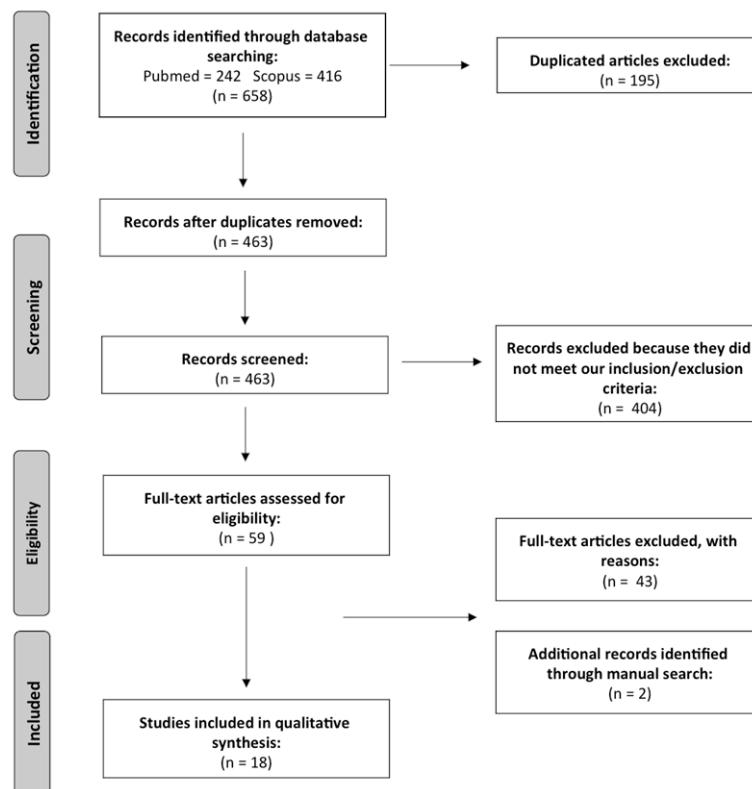 Identification
Records identified through database
searching:
Pubmed = 242 Scopus = 416
(n = 658)
Duplicated articles excluded:
(n = 195)
Screening
Records after duplicates removed:
(n = 463)
Records screened:
(n = 463)
Records excluded because they did
not meet our inclusion/exclusion
criteria:
(n = 404)
Eligibility
Full-text articles assessed for
eligibility:
(n = 59 )
Full-text articles excluded, with
reasons:
(n = 43)
Included
Additional records identified
through manual search:
(n = 2)
Studies included in qualitative
synthesis:
(n = 18)